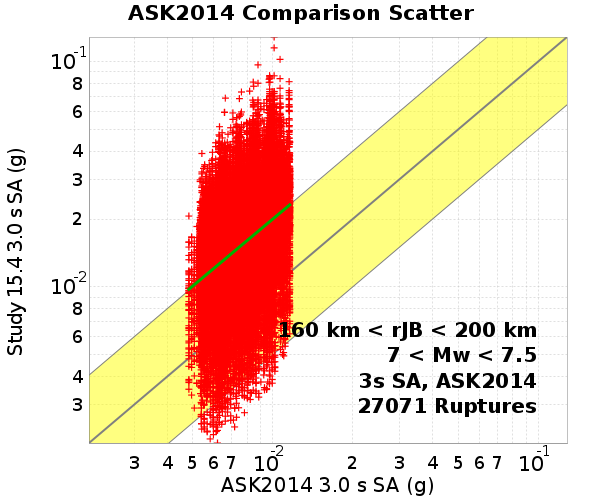 ASK2014 Comparison Scatter
Study 15.4 3.0 s SA (g)
10-1
8
6
4
3
2
10-2
8
6
4
3
160 km < rJB < 200 km
7 < Mw < 7.5
3s SA, ASK2014
27071 Ruptures
3 4 5 6 7 10-2 2 3 4 5 6 7 10-1
ASK2014 3.0 s SA (g)